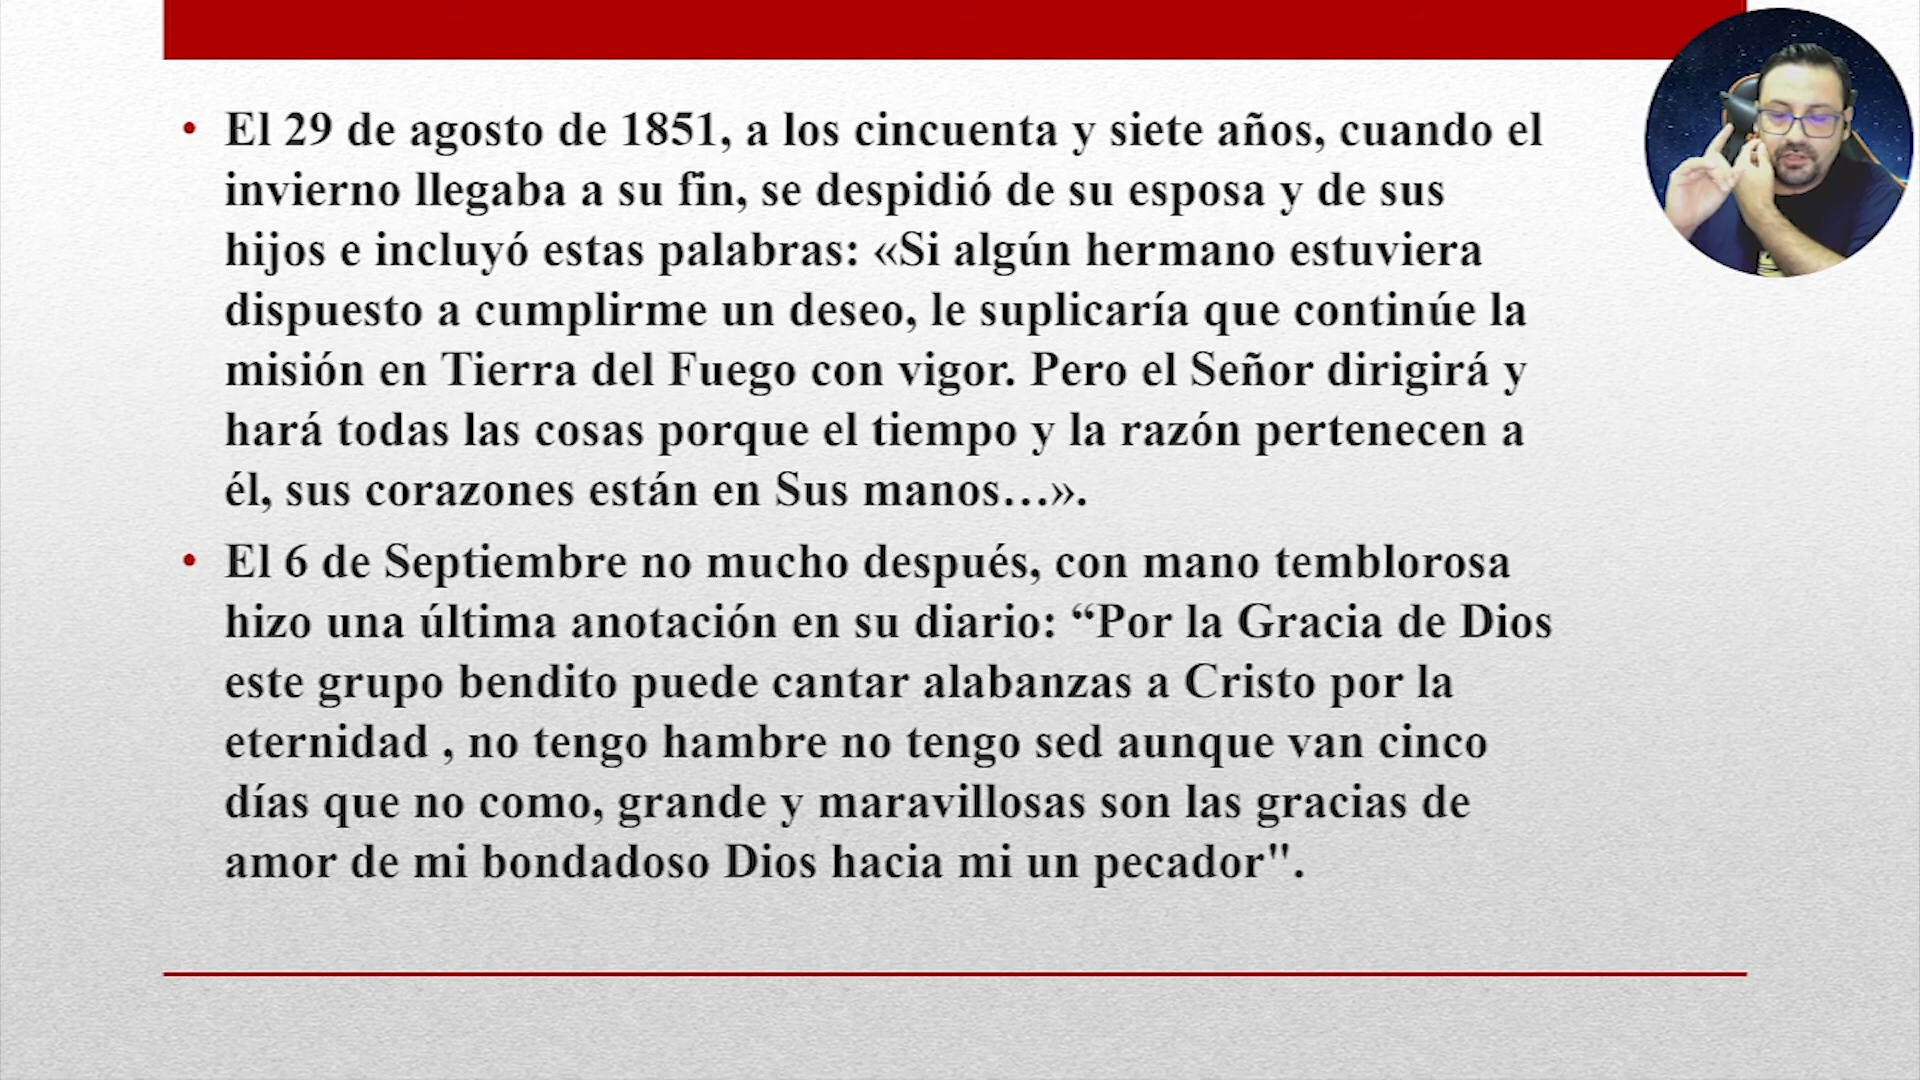 • El 29 de agosto de 1851, a los cincuenta y siete años, cuando el
invierno llegaba a su fin, se despidió de su esposa y de sus
hijos e incluyó estas palabras: «Si algún hermano estuviera
dispuesto a cumplirme un deseo, le suplicaría que continúe la
misión en Tierra del Fuego con vigor. Pero el Señor dirigirá y
hará todas las cosas porque el tiempo y la razón pertenecen a
él, sus corazones están en Sus manos…».
• El 6 de Septiembre no mucho después, con mano temblorosa
hizo una última anotación en su diario: “Por la Gracia de Dios
este grupo bendito puede cantar alabanzas a Cristo por la
eternidad , no tengo hambre no tengo sed aunque van cinco
días que no como, grande y maravillosas son las gracias de
amor de mi bondadoso Dios hacia mi un pecador".